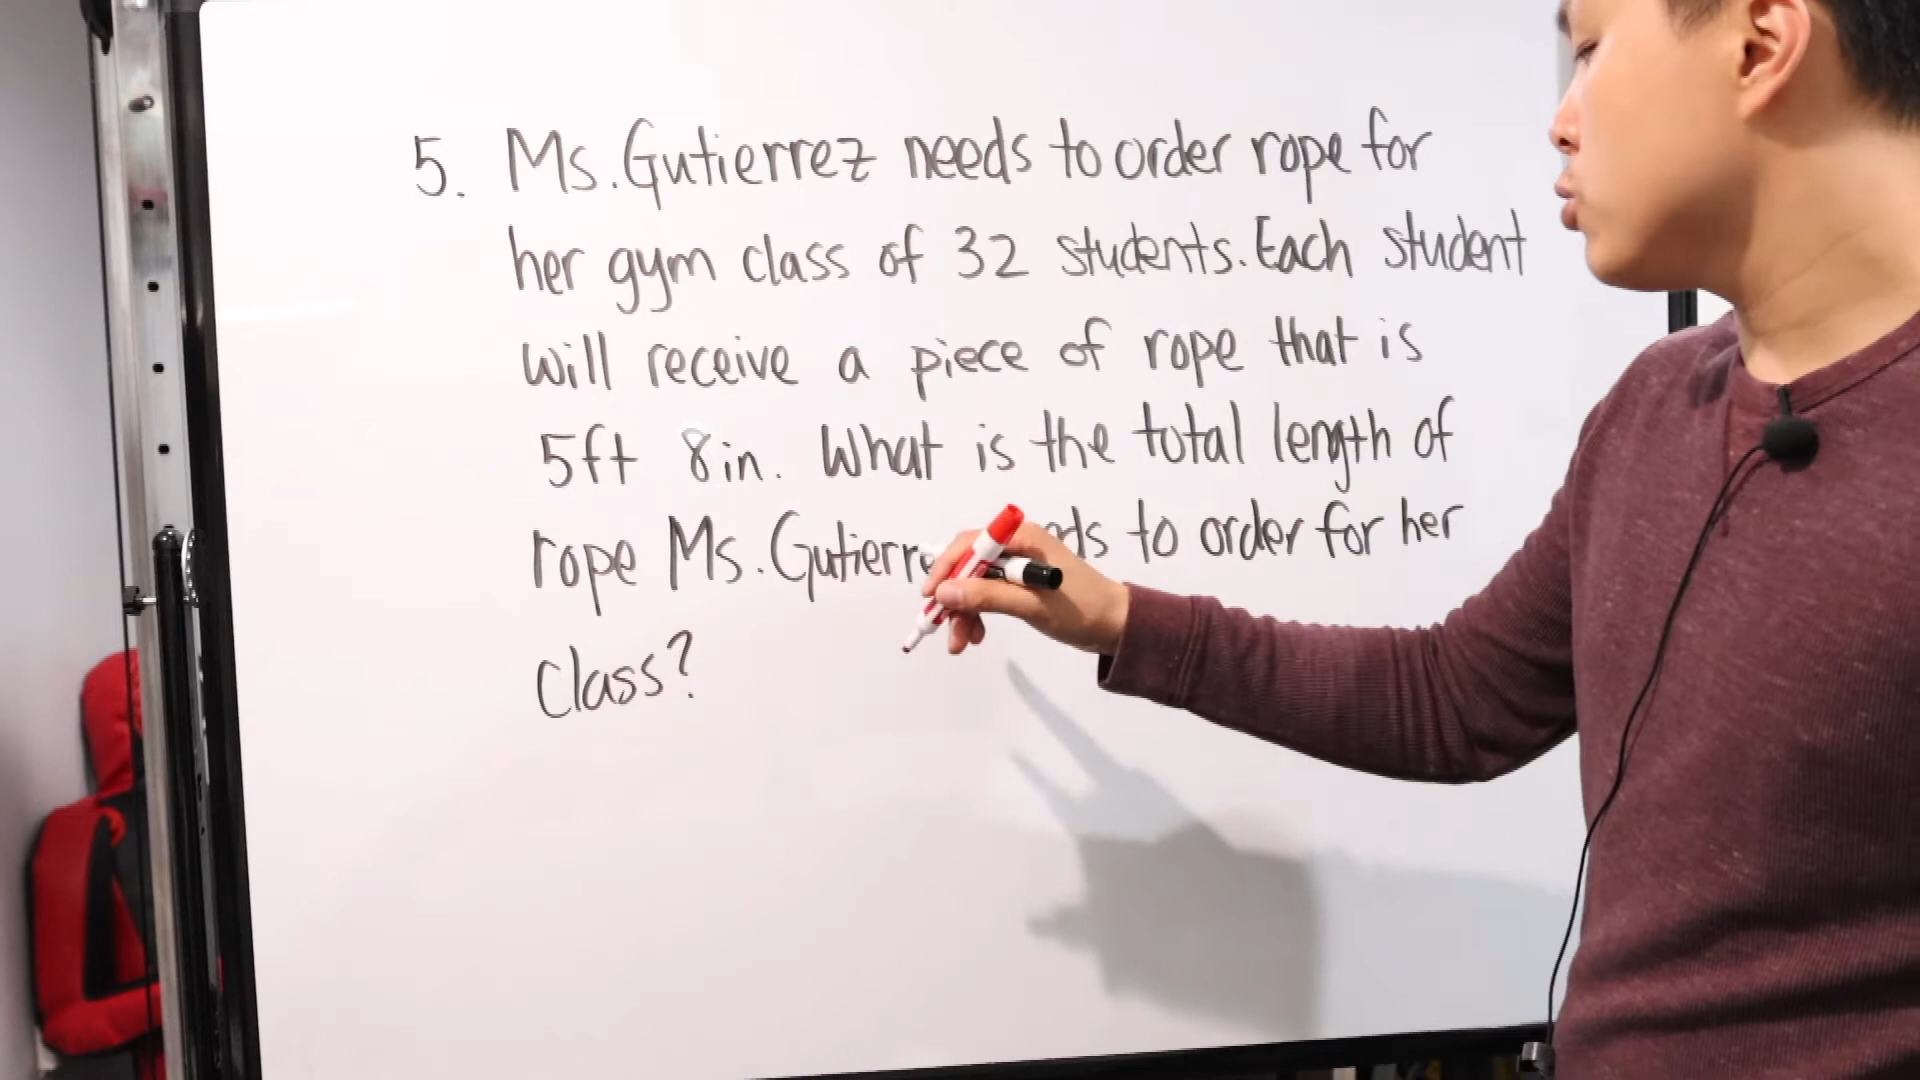 5. Ms. Gutierrez needs to order rope for
her gym class of 32 students. Each student
will receive a piece of rope that is
5ft 8in. What is the total length of
rope Ms. to order for her
class?